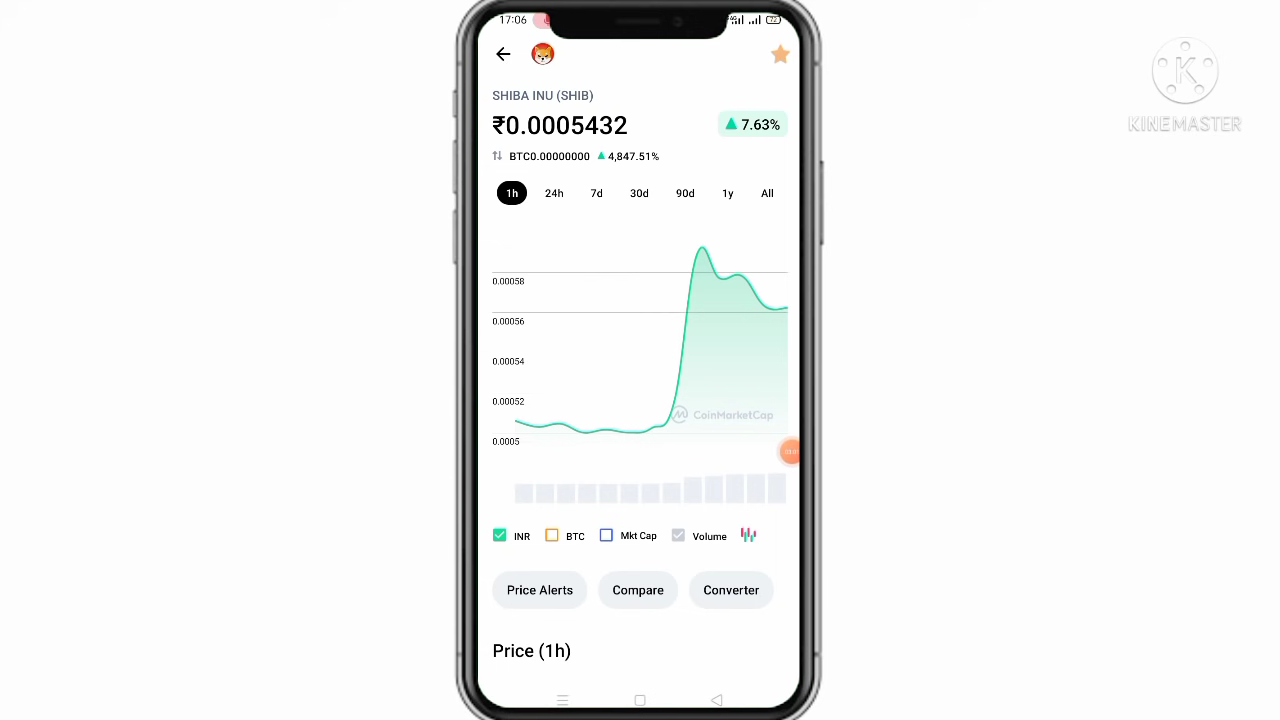 17:06
SHIBA INU (SHIB)
₹0.0005432
7.63%
BTC0.00000000 4,847.51%
1h 24h 7d 30d 90d 1y All
0.00058
0.00056
0.00054
0.00052
CoinMarketCap
0.0005
INR BTC Mkt Cap Volume
Price Alerts Compare Converter
Price (1h)
K
KINEMASTER